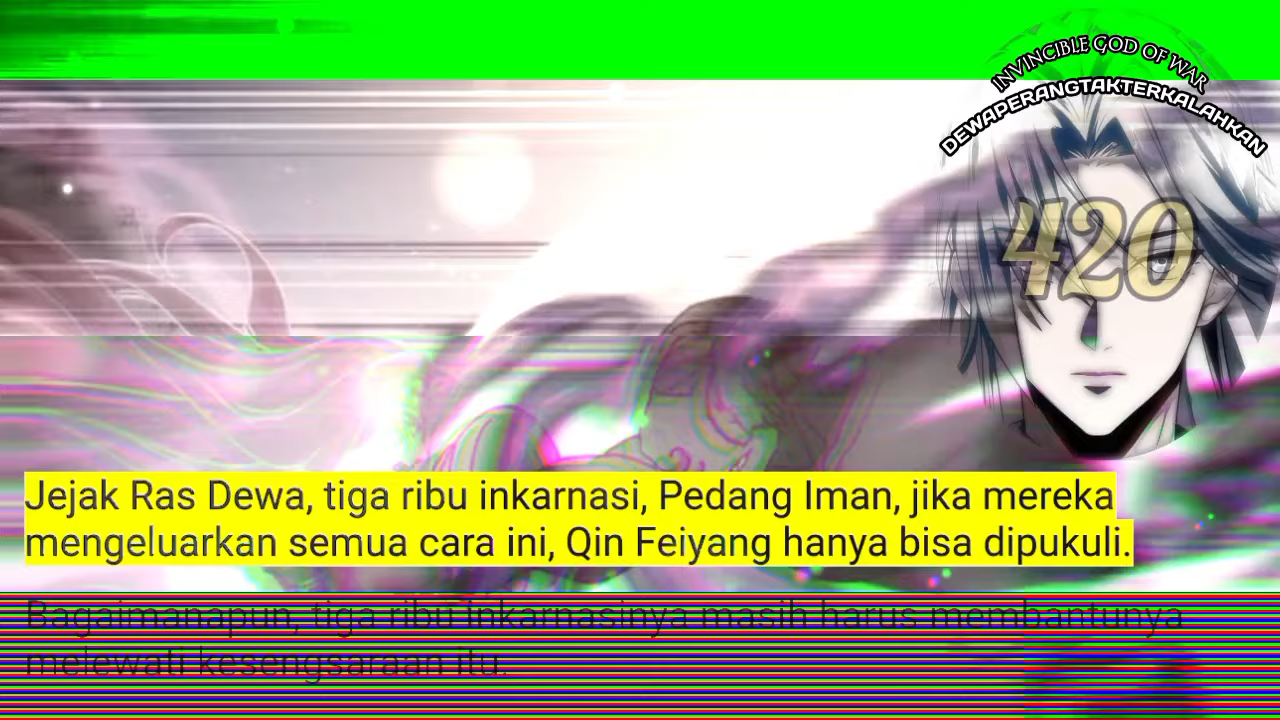 INVINCIBLE GOD OF WAR
DEWAPERANGTAKTERKALAHKAN
420
Jejak Ras Dewa, tiga ribu inkarnasi, Pedang Iman, jika mereka
mengeluarkan semua cara ini, Qin Feiyang hanya bisa dipukuli.
Bagaimanapun, tiga ribu inkarnasinya masih harus membantunya
melewati kesengsaraan itu.